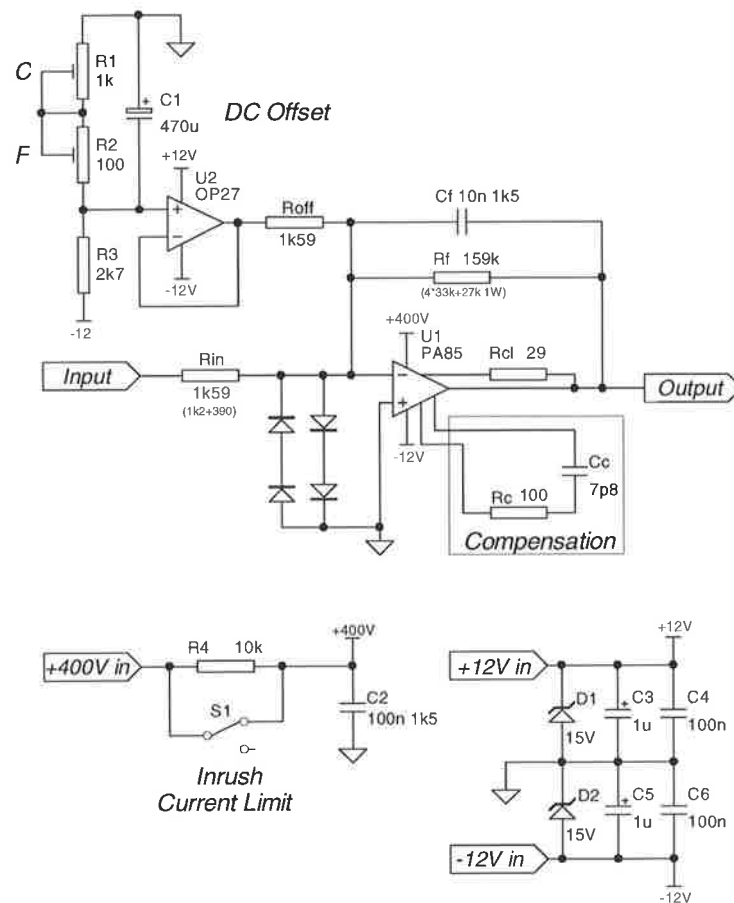 C
R1
1k
F
R2
100
C1
+
470u
DC Offset
+12V
U2
OP27
+
−
-12V
R3
2k7
-12
Roff
1k59
Cf 10n 1k5
Rf 159k
(4*33k+27k 1W)
+400V
U1
PA85
−
+
-12V
Rcl 29
Input
Rin
1k59
(1k2+390)
Output
Cc
7p8
Rc 100
Compensation
+400V in
R4 10k
S1
+400V
C2
100n 1k5
Inrush
Current Limit
+12V
+12V in
D1
15V
+
C3
1u
C4
100n
D2
15V
+
C5
1u
C6
100n
-12V in
-12V